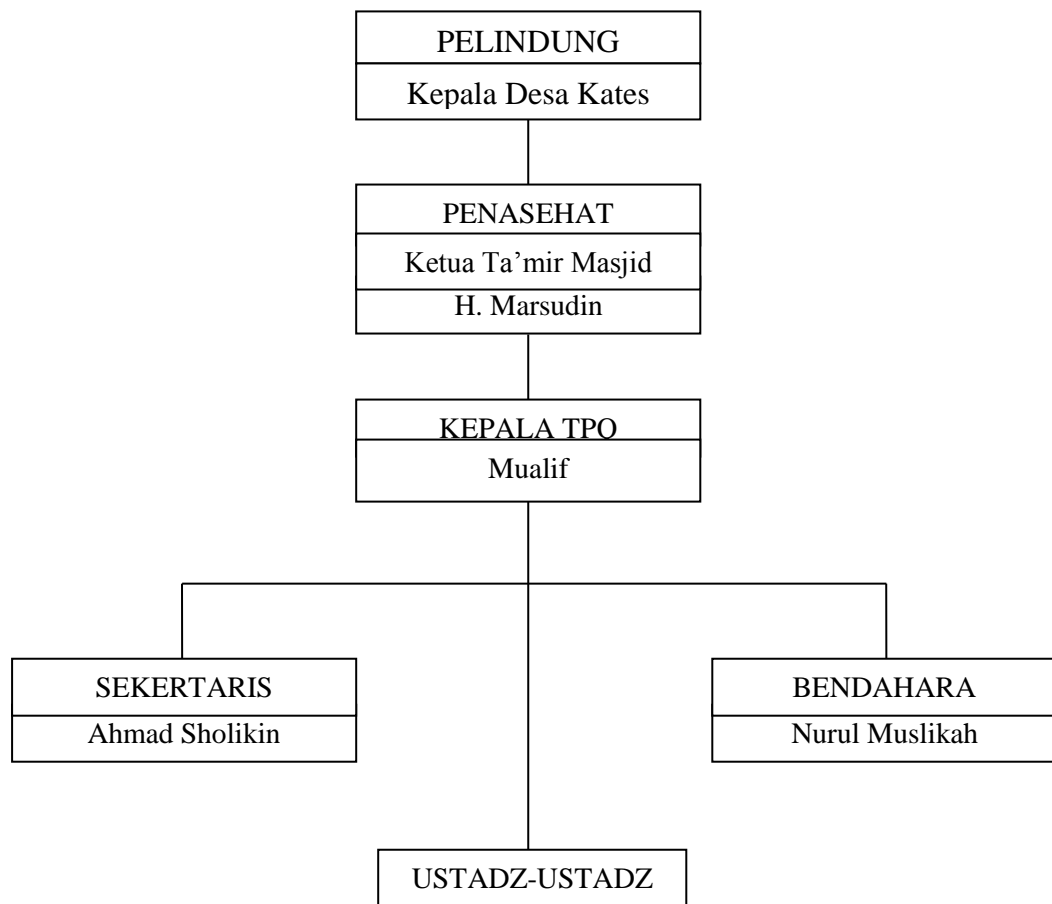 PELINDUNG
Kepala Desa Kates
PENASEHAT
Ketua Ta’mir Masjid
H. Marsudin
KEPALA TPQ
Mualif
SEKERTARIS
Ahmad Sholikin
BENDAHARA
Nurul Muslikah
USTADZ-USTADZ